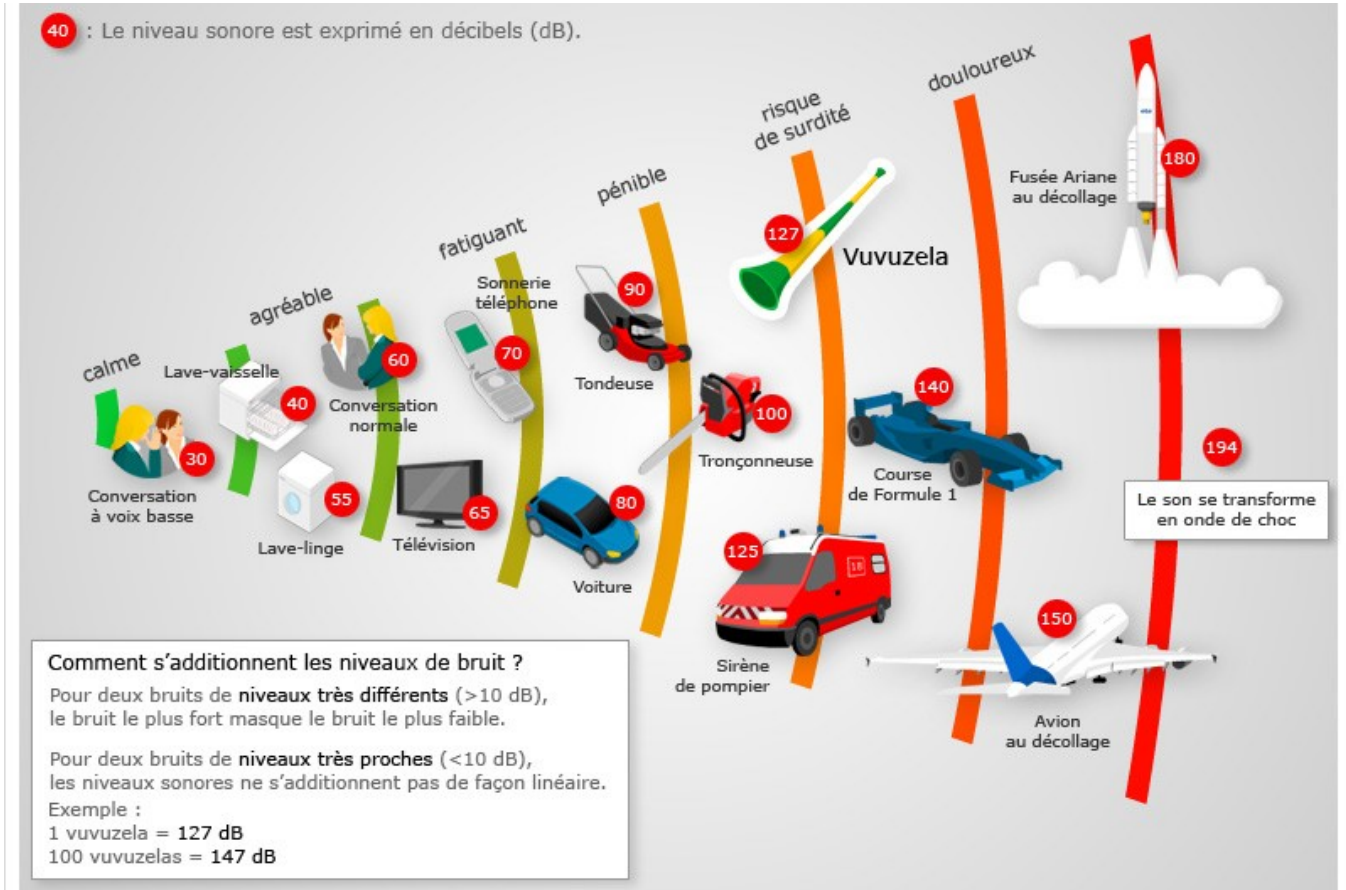 40 : Le niveau sonore est exprimé en décibels (dB).
calme
agréable
fatiguant
pénible
risque
de surdité
douloureux
30
Conversation
à voix basse
Lave-vaisselle
40
55
Lave-linge
60
Conversation
normale
65
Télévision
Sonnerie
téléphone
70
80
Voiture
90
Tondeuse
100
Tronçonneuse
125
18
Sirène
de pompier
127
Vuvuzela
140
Course
de Formule 1
150
Avion
au décollage
Fusée Ariane
au décollage
180
194
Le son se transforme
en onde de choc
Comment s’additionnent les niveaux de bruit ?
Pour deux bruits de niveaux très différents (>10 dB),
le bruit le plus fort masque le bruit le plus faible.
Pour deux bruits de niveaux très proches (<10 dB),
les niveaux sonores ne s’additionnent pas de façon linéaire.
Exemple :
1 vuvuzela = 127 dB
100 vuvuzelas = 147 dB